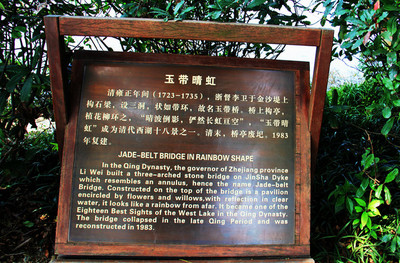 玉带晴虹
清雍正年间（1723－1735），浙督李卫于金沙堤上
构石梁，设三洞，状如带环，故名玉带桥。桥上构亭，
植花柳环之，“晴波倒影，俨然长虹亘空”，“玉带晴
虹”成为清代西湖十八景之一。清末，桥亭废圮。1983
年复建。
JADE-BELT BRIDGE IN RAINBOW SHAPE
In the Qing Dynasty, the governor of Zhejiang province
Li Wei built a three-arched stone bridge on JinSha Dyke
which resembles an annulus, hence the name Jade-belt
Bridge. Constructed on the top of the bridge is a pavilion
encircled by flowers and willows,with reflection in clear
water, it looks like a rainbow from afar. It became one of the
Eighteen Best Sights of the West Lake in the Qing Dynasty.
The bridge collapsed in the late Qing Period and was
reconstructed in 1983.